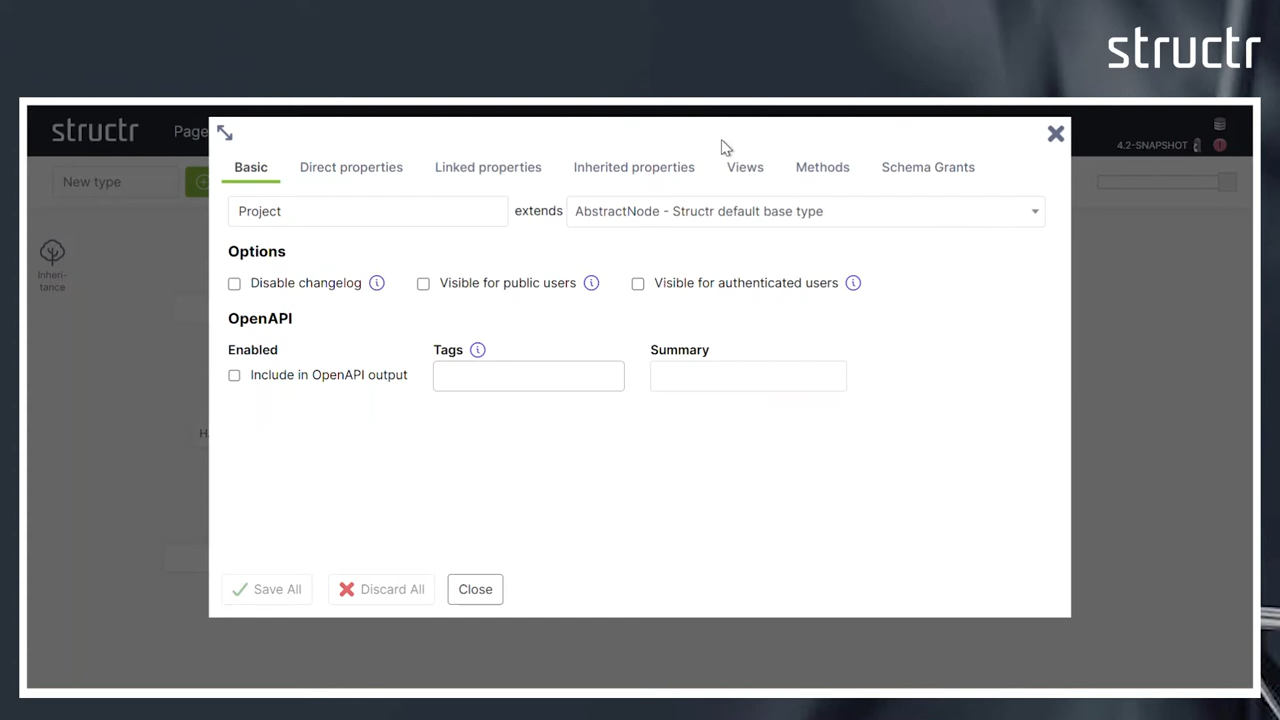 structr
structr
Page
4.2-SNAPSHOT
New type
Inheri-
tance
H
Basic
Direct properties
Linked properties
Inherited properties
Views
Methods
Schema Grants
Project
extends
AbstractNode - Structr default base type
Options
Disable changelog
Visible for public users
Visible for authenticated users
OpenAPI
Enabled
Tags
Summary
Include in OpenAPI output
Save All
Discard All
Close